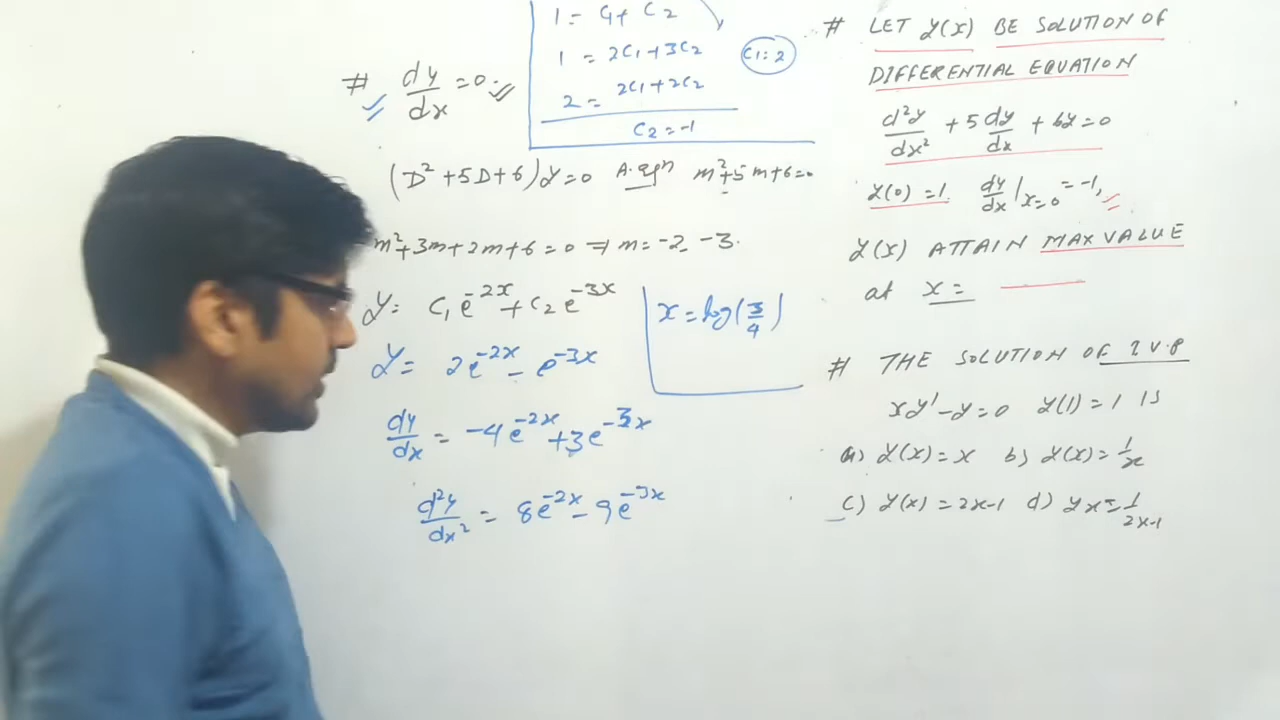 1 = C1 + C2
1 = 2C1 + 3C2
2 = 2C1 + 2C2
C2 = -1
C1 = 2
# dy/dx = 0
(D² + 5D + 6) y = 0 A. eqn m² + 5m + 6 = 0
m² + 3m + 2m + 6 = 0 ⇒ m = -2, -3.
y = C1 e^-2x + C2 e^-3x
y = 2e^-2x - e^-3x
dy/dx = -4e^-2x + 3e^-3x
d²y/dx² = 8e^-2x - 9e^-3x
x = log(3/4)
# LET y(x) BE SOLUTION OF
DIFFERENTIAL EQUATION
d²y/dx² + 5 dy/dx + 6y = 0
y(0) = 1. dy/dx | x=0 = -1,
y(x) ATTAIN MAX VALUE
at x =
# THE SOLUTION OF I V.P
xy' - y = 0 y(1) = 1 IS
a) y(x) = x b) y(x) = 1/x
c) y(x) = 2x-1 d) yx = 1/2x-1